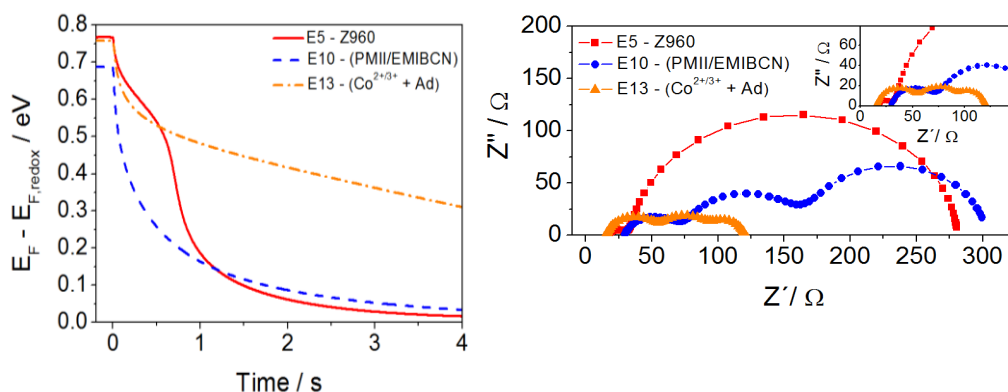 E_F - E_F,redox / eV
0.8
0.7
0.6
0.5
0.4
0.3
0.2
0.1
0.0
E5 - Z960
E10 - (PMII/EMIBCN)
E13 - (Co²⁺/³⁺ + Ad)
0 1 2 3 4
Time / s
Z'' / Ω
200
150
100
50
0
E5 - Z960
E10 - (PMII/EMIBCN)
E13 - (Co²⁺/³⁺ + Ad)
0 50 100 150 200 250 300
Z´/ Ω
Z'' / Ω
60
40
20
0
0 50 100
Z´/ Ω